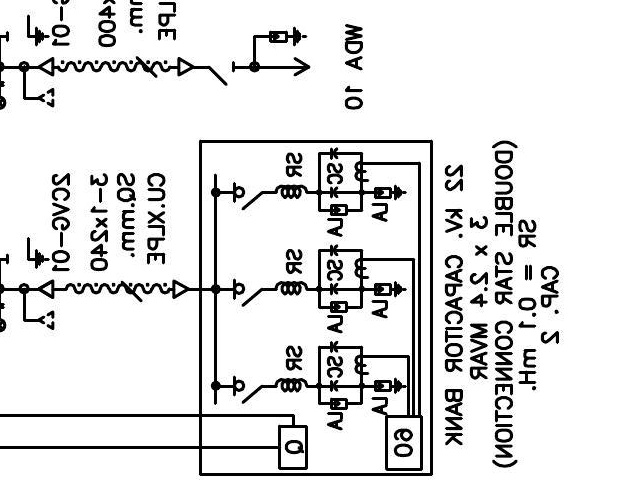 G-01
x400
mm.
LPE
WDA 10
2CVG-01
3-1x240
SQ.mm.
CU.XLPE
SR
SC
LA
LA
SR
SC
LA
LA
SR
SC
LA
LA
Q
60
22 kV. CAPACITOR BANK
3 x 2.4 MVAR
(DOUBLE STAR CONNECTION)
SR = 0.1 mH.
CAP. 2